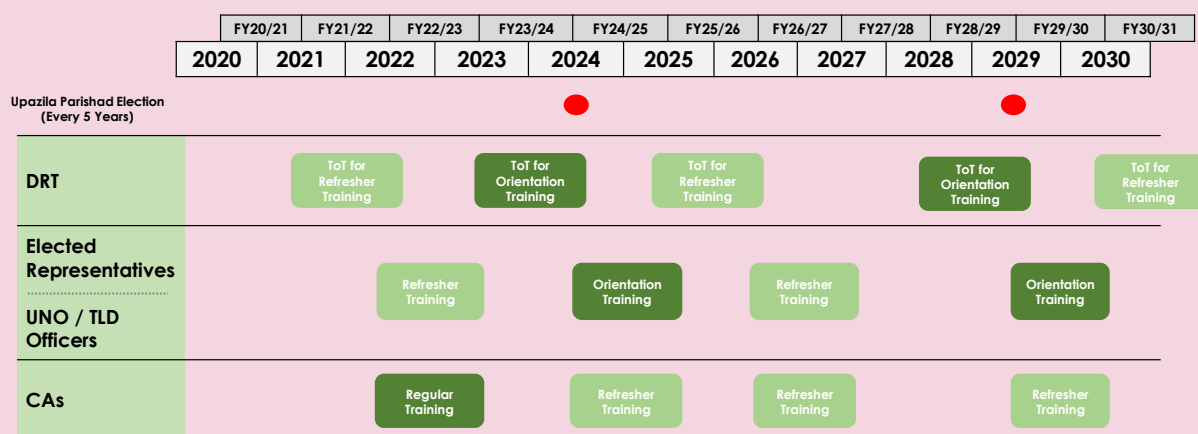 FY20/21 FY21/22 FY22/23 FY23/24 FY24/25 FY25/26 FY26/27 FY27/28 FY28/29 FY29/30 FY30/31
2020 2021 2022 2023 2024 2025 2026 2027 2028 2029 2030
Upazila Parishad Election
(Every 5 Years)
DRT
ToT for
Refresher
Training
ToT for
Orientation
Training
ToT for
Refresher
Training
ToT for
Orientation
Training
ToT for
Refresher
Training
Elected
Representatives
UNO / TLD
Officers
Refresher
Training
Orientation
Training
Refresher
Training
Orientation
Training
CAs
Regular
Training
Refresher
Training
Refresher
Training
Refresher
Training